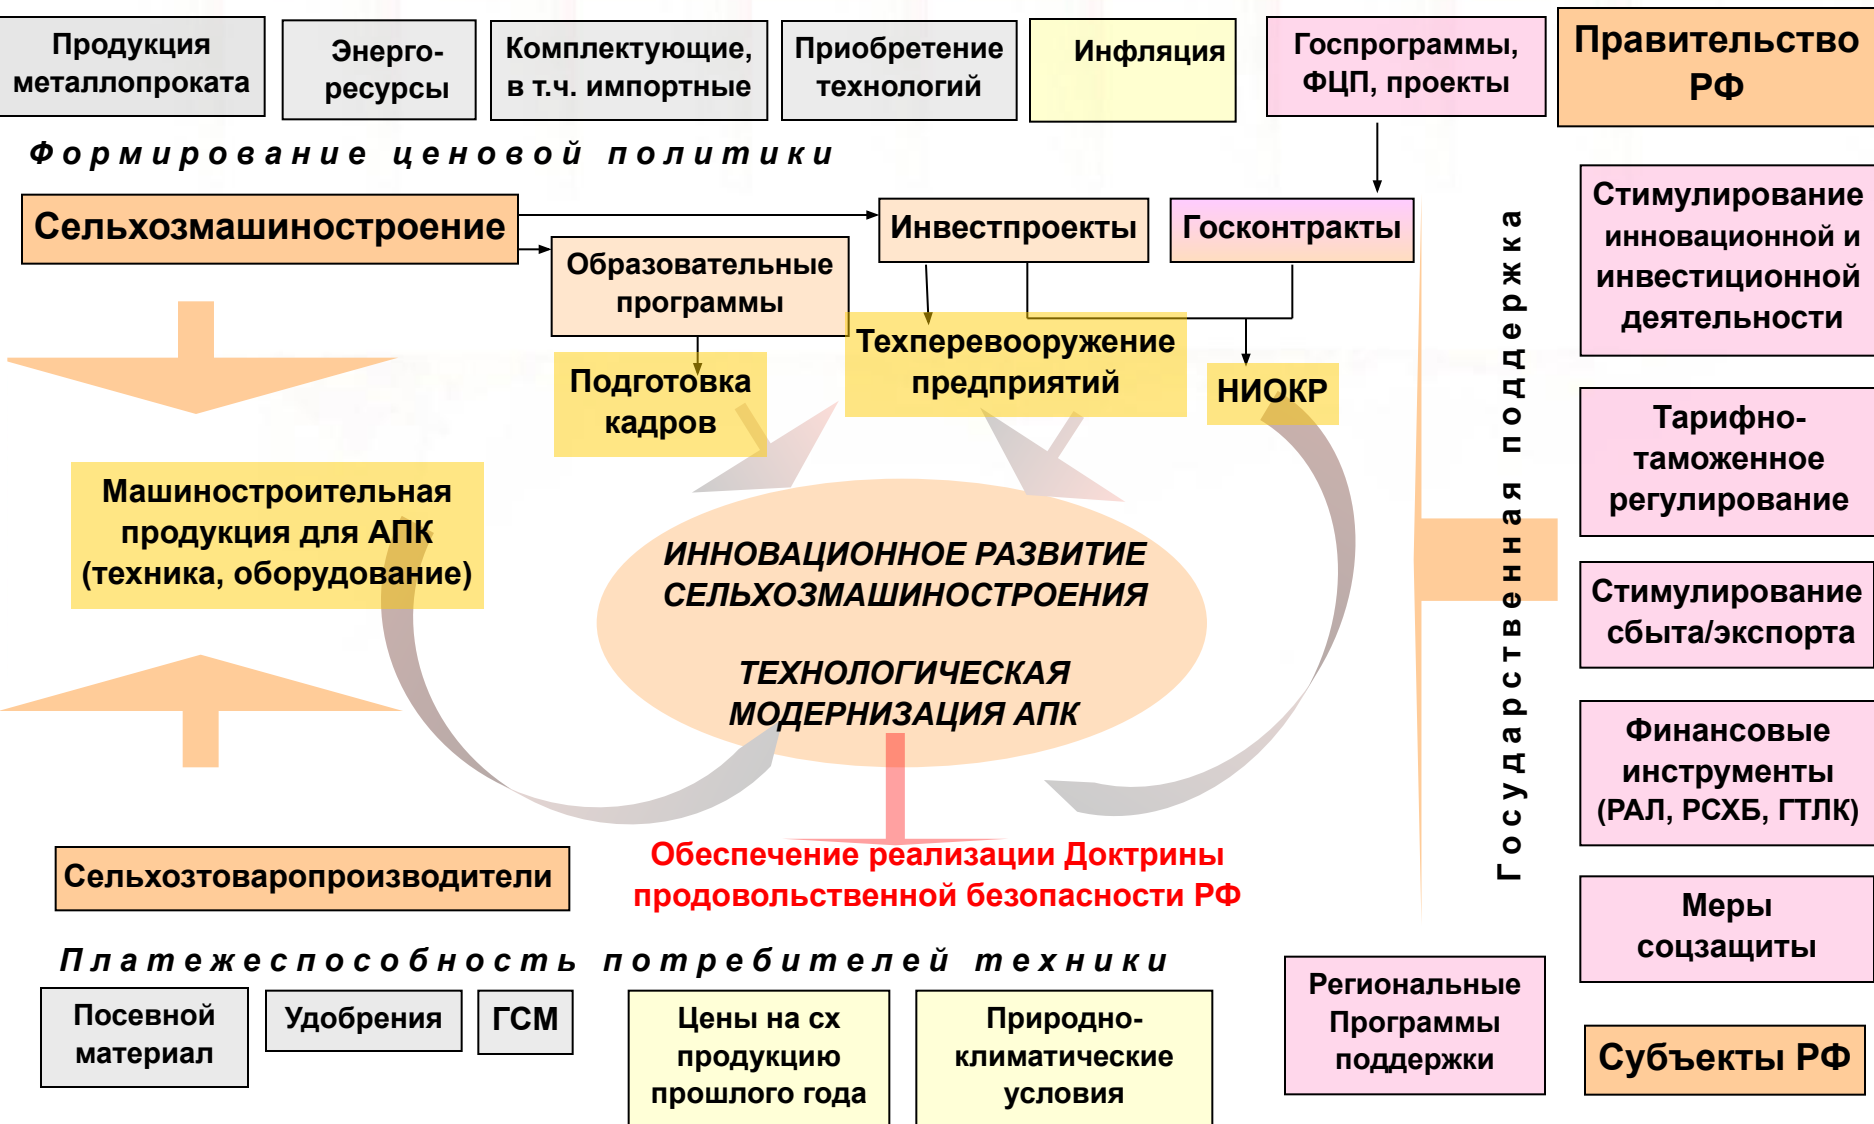 Продукция
металлопроката
Энерго-
ресурсы
Комплектующие,
в т.ч. импортные
Приобретение
технологий
Инфляция
Госпрограммы,
ФЦП, проекты
Правительство
РФ
Формирование ценовой политики
Сельхозмашиностроение
Образовательные
программы
Инвестпроекты
Госконтракты
Подготовка
кадров
Техперевооружение
предприятий
НИОКР
Машиностроительная
продукция для АПК
(техника, оборудование)
ИННОВАЦИОННОЕ РАЗВИТИЕ
СЕЛЬХОЗМАШИНОСТРОЕНИЯ
ТЕХНОЛОГИЧЕСКАЯ
МОДЕРНИЗАЦИЯ АПК
Обеспечение реализации Доктрины
продовольственной безопасности РФ
Государственная поддержка
Стимулирование
инновационной и
инвестиционной
деятельности
Тарифно-
таможенное
регулирование
Стимулирование
сбыта/экспорта
Финансовые
инструменты
(РАЛ, РСХБ, ГТЛК)
Меры
соцзащиты
Сельхозтоваропроизводители
Платежеспособность потребителей техники
Посевной
материал
Удобрения
ГСМ
Цены на сх
продукцию
прошлого года
Природно-
климатические
условия
Региональные
Программы
поддержки
Субъекты РФ